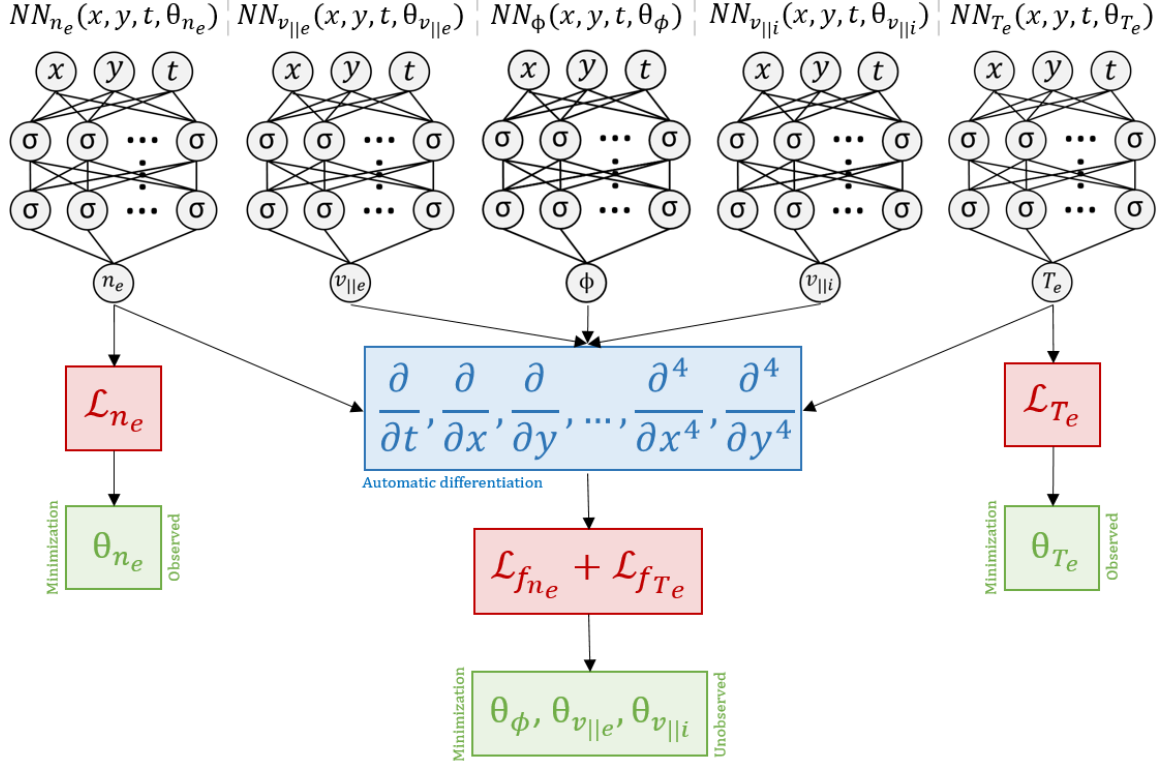 NN_{n_e}(x, y, t, θ_{n_e}) NN_{v_{||e}}(x, y, t, θ_{v_{||e}}) NN_ϕ(x, y, t, θ_ϕ) NN_{v_{||i}}(x, y, t, θ_{v_{||i}}) NN_{T_e}(x, y, t, θ_{T_e})
x y t x y t x y t x y t x y t
σ σ ... σ σ σ ... σ σ σ ... σ σ σ ... σ σ σ ... σ
σ σ ... σ σ σ ... σ σ σ ... σ σ σ ... σ σ σ ... σ
n_e v_{||e} ϕ v_{||i} T_e
ℒ_{n_e}
∂/∂t, ∂/∂x, ∂/∂y, ..., ∂^4/∂x^4, ∂^4/∂y^4
ℒ_{T_e}
Automatic differentiation
Minimization
θ_{n_e}
Observed
ℒ_{f_{n_e}} + ℒ_{f_{T_e}}
Minimization
θ_{T_e}
Observed
Minimization
θ_ϕ, θ_{v_{||e}}, θ_{v_{||i}}
Unobserved